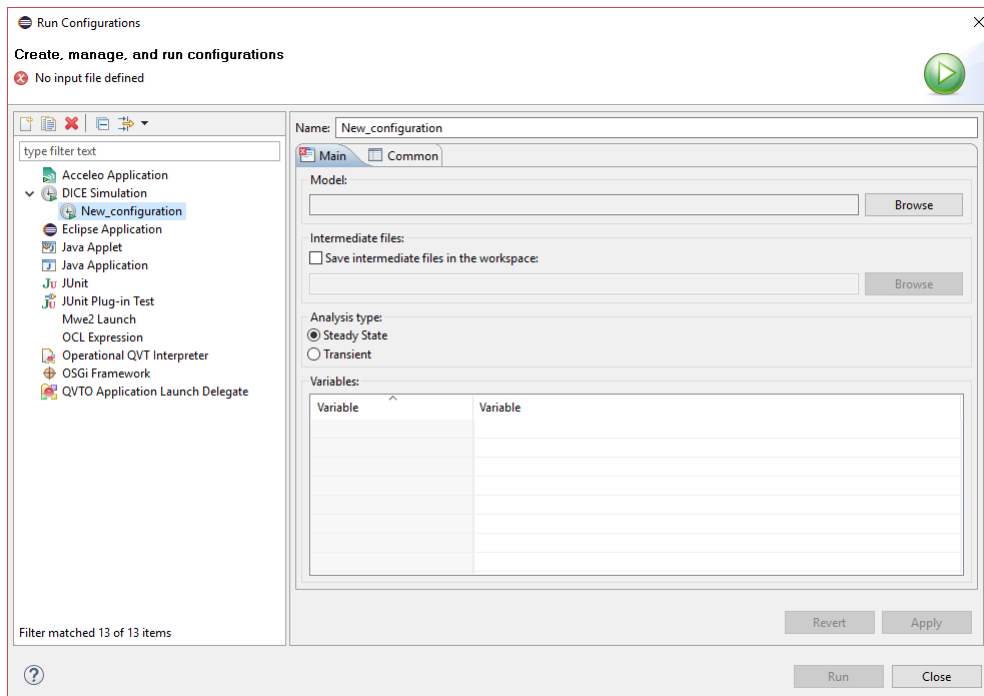 Run Configurations
Create, manage, and run configurations
No input file defined
type filter text
Acceleo Application
DICE Simulation
New_configuration
Eclipse Application
Java Applet
Java Application
JUnit
JUnit Plug-in Test
Mwe2 Launch
OCL Expression
Operational QVT Interpreter
OSGi Framework
QVTO Application Launch Delegate
Filter matched 13 of 13 items
Name: New_configuration
Main Common
Model:
Browse
Intermediate files:
Save intermediate files in the workspace:
Browse
Analysis type:
Steady State
Transient
Variables:
Variable Variable
Revert Apply
Run Close